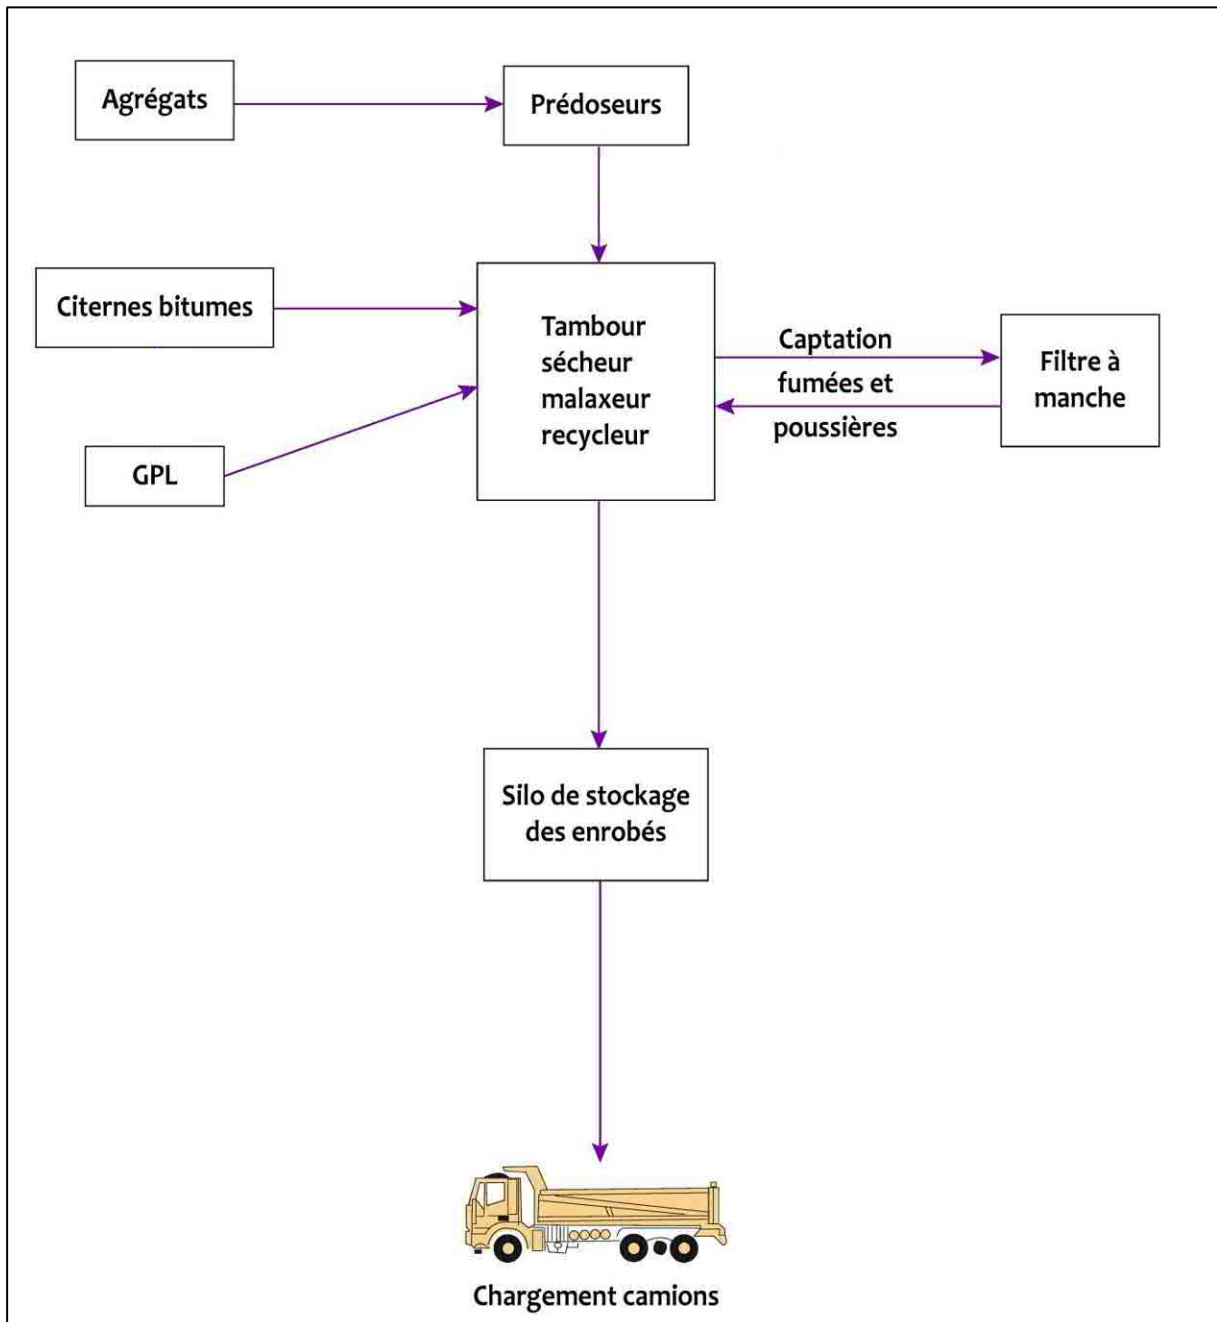 Agrégats
Prédoseurs
Citernes bitumes
Tambour
sécheur
malaxeur
recycleur
Captation
fumées et
poussières
Filtre à
manche
GPL
Silo de stockage
des enrobés
Chargement camions